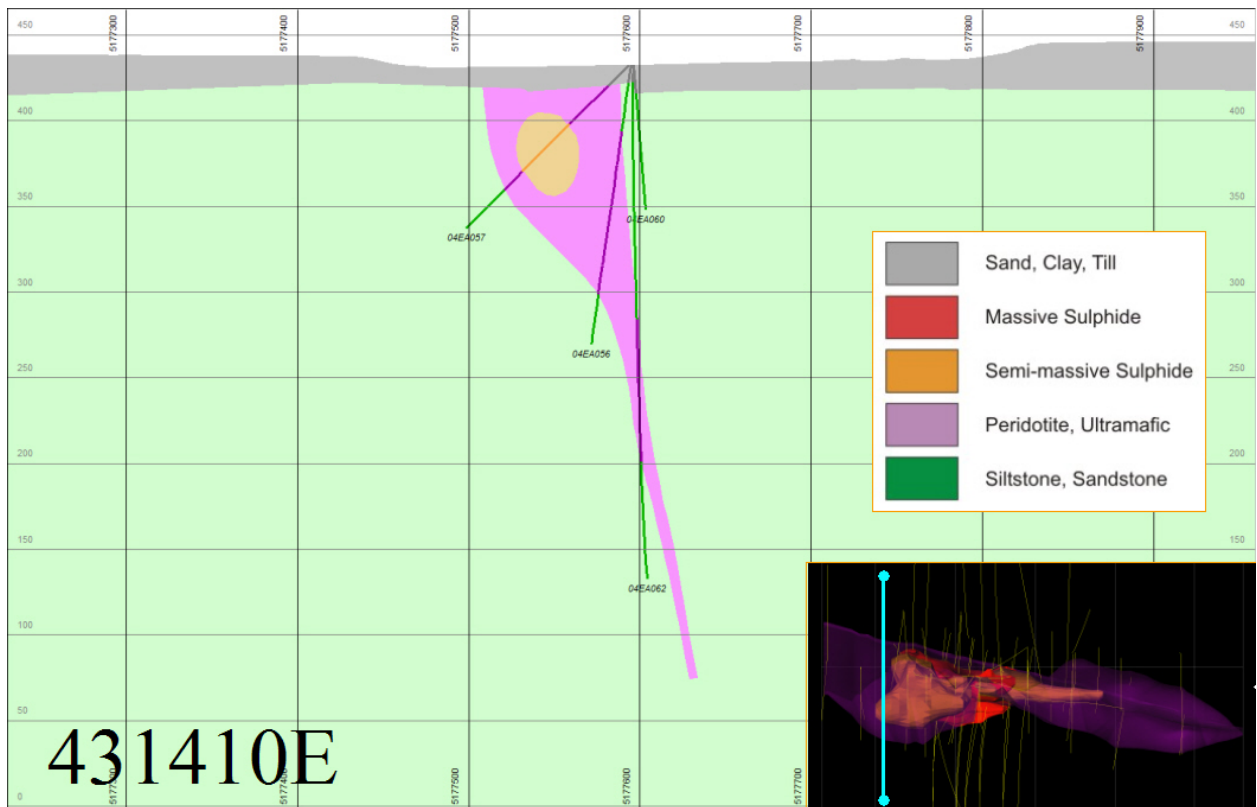 5177300 5177400 5177500 5177600 5177700 5177800 5177900
450 450
400 400
350 350
04EA060
04EA057
Sand, Clay, Till
300 300
Massive Sulphide
04EA056
Semi-massive Sulphide
250 250
Peridotite, Ultramafic
200 200
Siltstone, Sandstone
150 150
04EA062
100
50
431410E
5177300 5177400 5177500 5177600 5177700
0